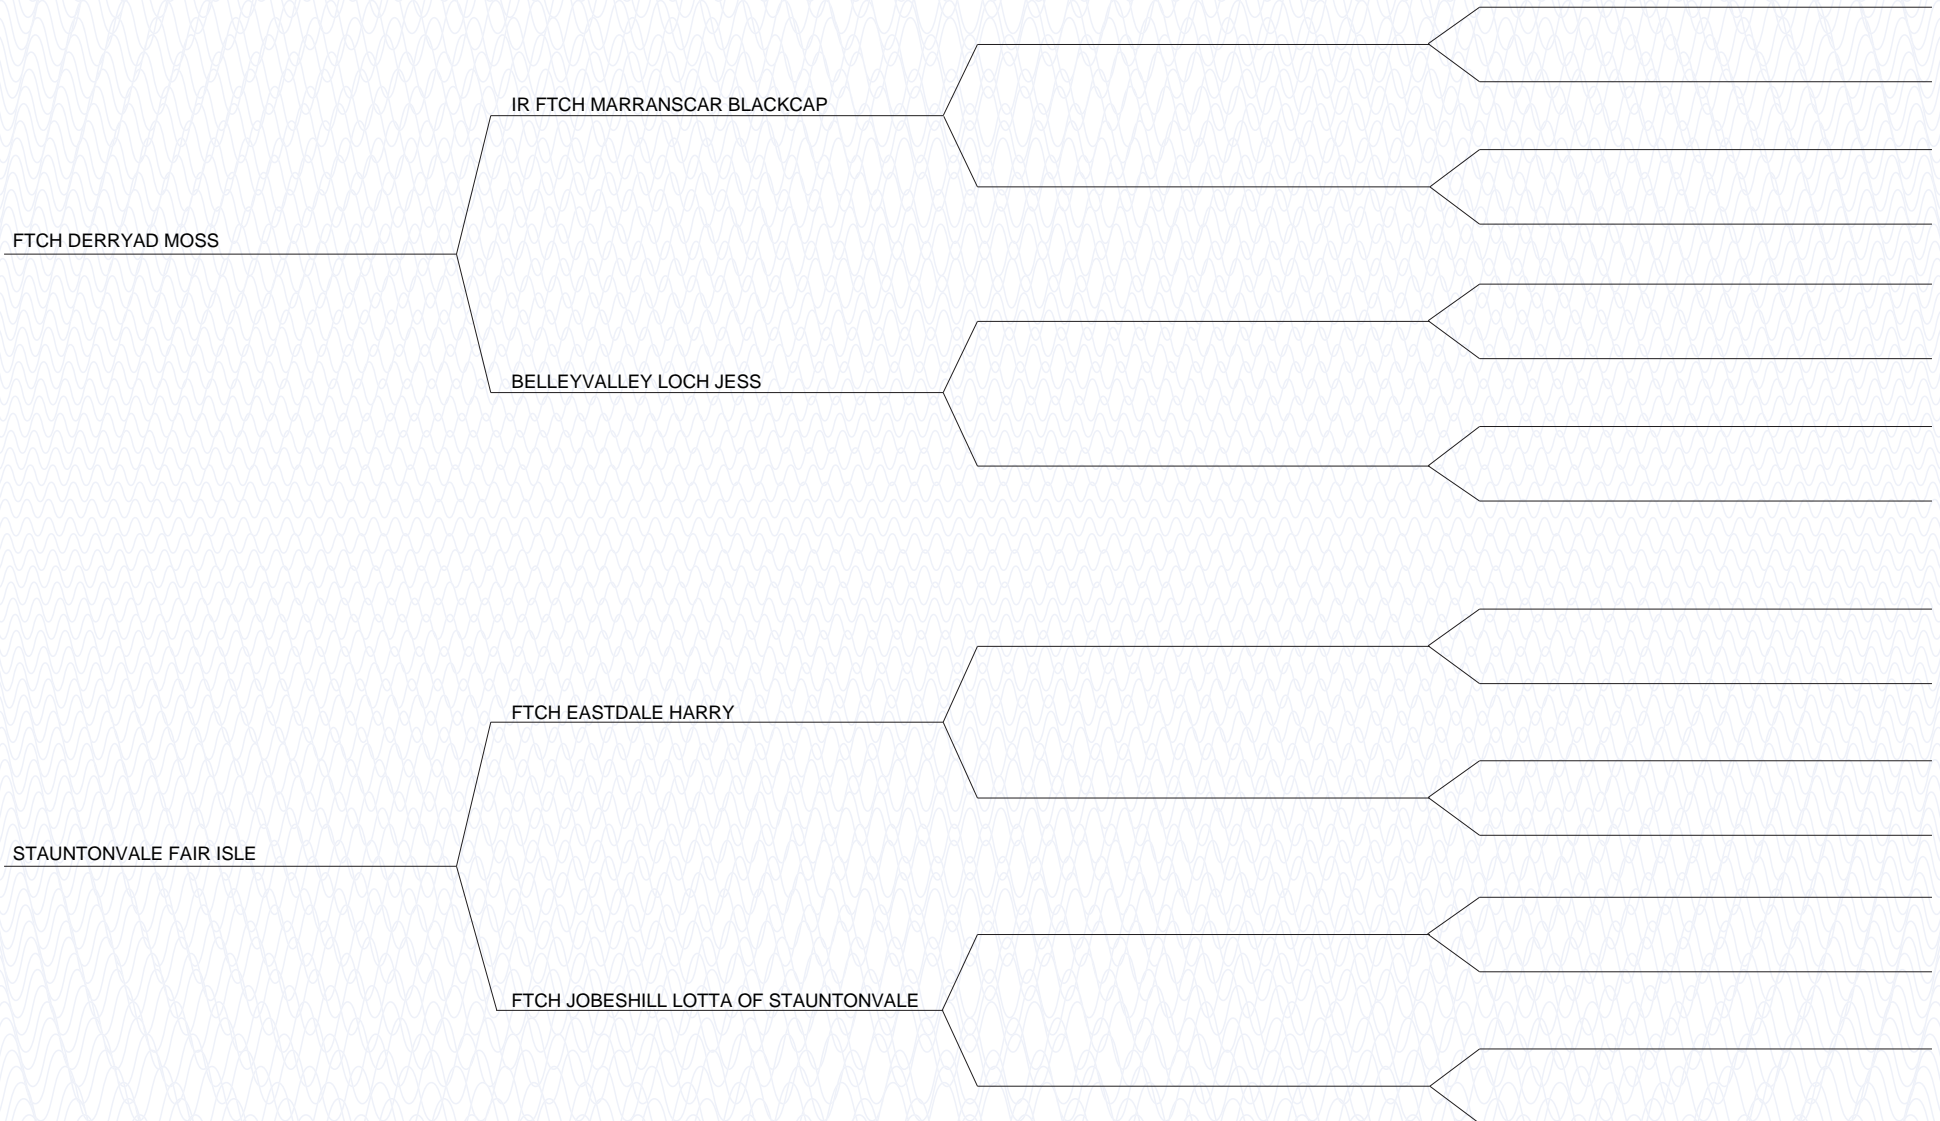 IR FTCH MARRANSCAR BLACKCAP
FTCH DERRYAD MOSS
BELLEYVALLEY LOCH JESS
FTCH EASTDALE HARRY
STAUNTONVALE FAIR ISLE
FTCH JOBESHILL LOTTA OF STAUNTONVALE